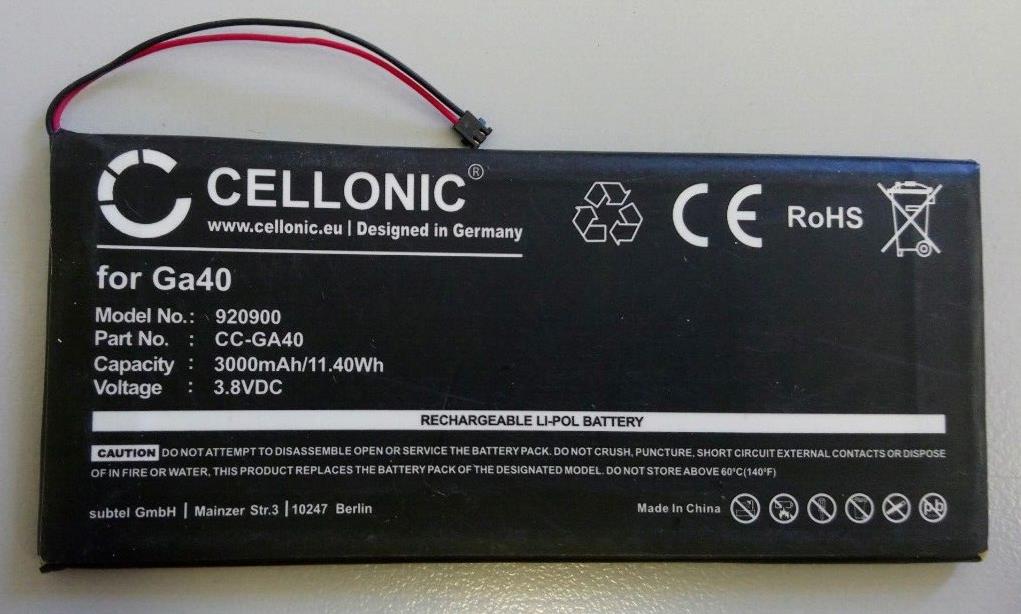 CELLONIC®
www.cellonic.eu | Designed in Germany
CE RoHS
for Ga40
Model No.: 920900
Part No. : CC-GA40
Capacity : 3000mAh/11.40Wh
Voltage : 3.8VDC
RECHARGEABLE LI-POL BATTERY
CAUTION DO NOT ATTEMPT TO DISASSEMBLE OPEN OR SERVICE THE BATTERY PACK. DO NOT CRUSH, PUNCTURE, SHORT CIRCUIT EXTERNAL CONTACTS OR DISPOSE
OF IN FIRE OR WATER, THIS PRODUCT REPLACES THE BATTERY PACK OF THE DESIGNATED MODEL. DO NOT STORE ABOVE 60°C(140°F)
subtel GmbH | Mainzer Str.3 | 10247 Berlin
Made In China Pb